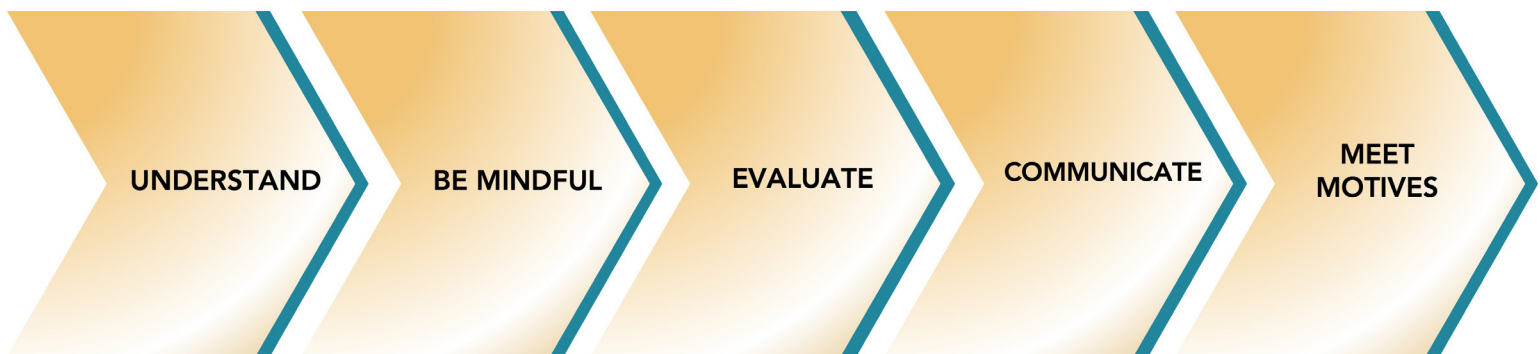 UNDERSTAND
BE MINDFUL
EVALUATE
COMMUNICATE
MEET
MOTIVES